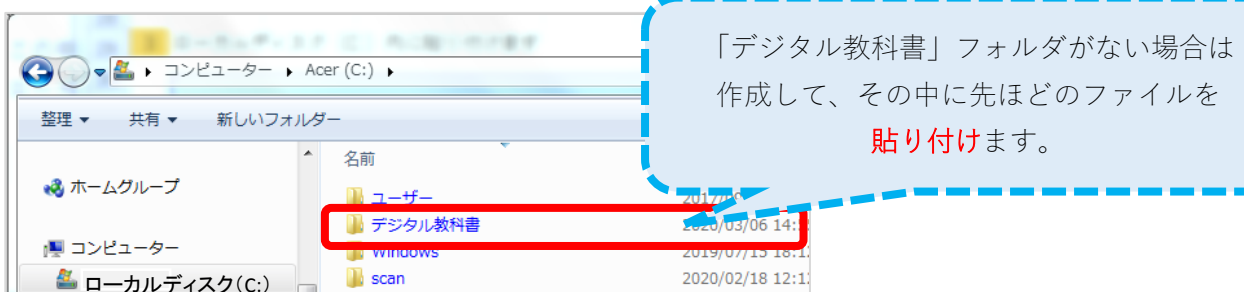 コンピューター ▸ Acer (C:) ▸
整理 ▼ 共有 ▼ 新しいフォルダー
名前
ホームグループ
コンピューター
ローカルディスク(C:)
ユーザー
デジタル教科書 2020/03/06 14:
Windows 2019/07/15 18:1
scan 2020/02/18 12:1
「デジタル教科書」フォルダがない場合は
作成して、その中に先ほどのファイルを
貼り付けます。